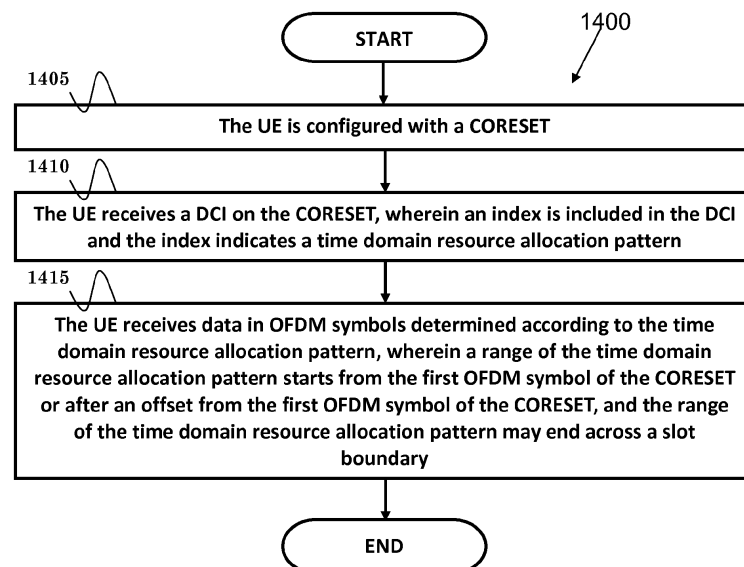 START
1400
1405
The UE is configured with a CORESET
1410
The UE receives a DCI on the CORESET, wherein an index is included in the DCI
and the index indicates a time domain resource allocation pattern
1415
The UE receives data in OFDM symbols determined according to the time
domain resource allocation pattern, wherein a range of the time domain
resource allocation pattern starts from the first OFDM symbol of the CORESET
or after an offset from the first OFDM symbol of the CORESET, and the range
of the time domain resource allocation pattern may end across a slot
boundary
END